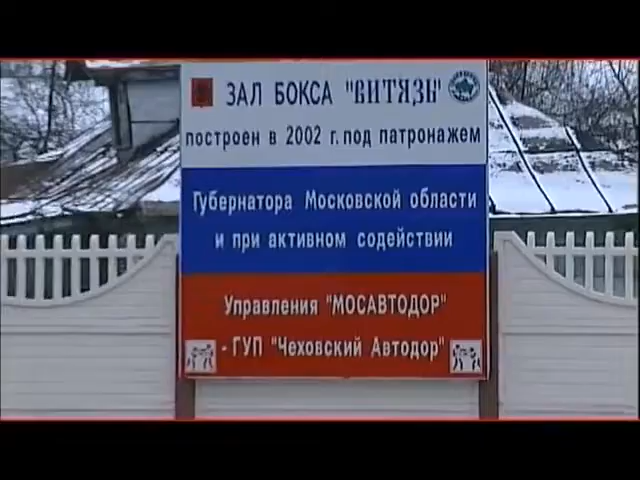 ЗАЛ БОКСА "ВИТЯЗЬ"
построен в 2002 г. под патронажем
Губернатора Московской области
и при активном содействии
Управления "МОСАВТОДОР"
- ГУП "Чеховский Автодор"